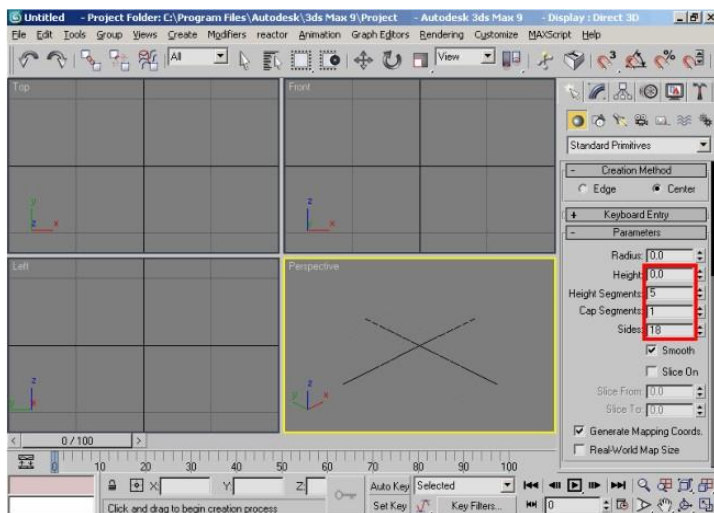 Untitled - Project Folder: C:\Program Files\Autodesk\3ds Max 9\Project - Autodesk 3ds Max 9 - Display : Direct 3D
File Edit Tools Group Views Create Modifiers reactor Animation Graph Editors Rendering Customize MAXScript Help
All View 3
Top Front
Standard Primitives
- Creation Method
Edge Center
+ Keyboard Entry
- Parameters
Radius: 0,0
Height: 0,0
Height Segments: 5
Cap Segments: 1
Sides: 18
Smooth
Slice On
Slice From: 0,0
Slice To: 0,0
Generate Mapping Coords.
Real-World Map Size
y
z x
z
x
Left Perspective
z
y
z
y x
< 0 / 100 >
0 10 20 30 40 50 60 70 80 90 100
X Y Z Auto Key Selected
Click and drag to begin creation process Set Key Key Filters... 0